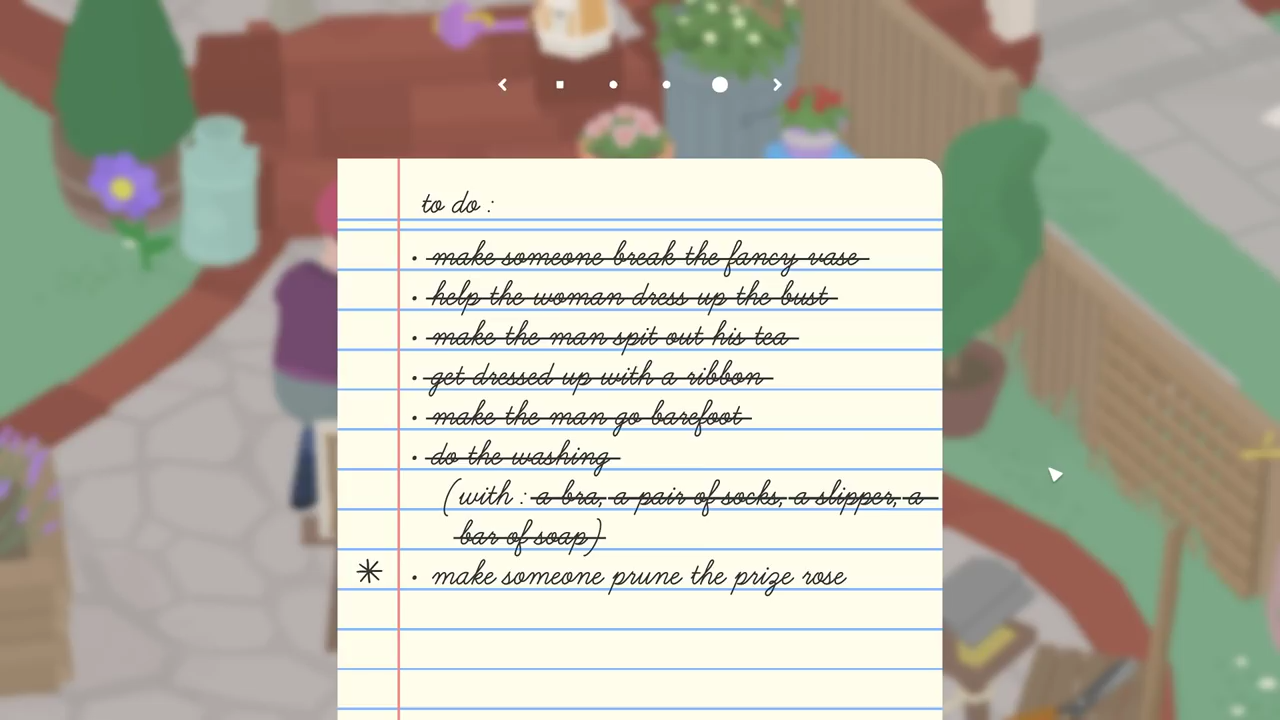 to do :
• make someone break the fancy vase
• help the woman dress up the bust
• make the man spit out his tea
• get dressed up with a ribbon
• make the man go barefoot
• do the washing
(with : a bra, a pair of socks, a slipper, a
bar of soap)
* • make someone prune the prize rose